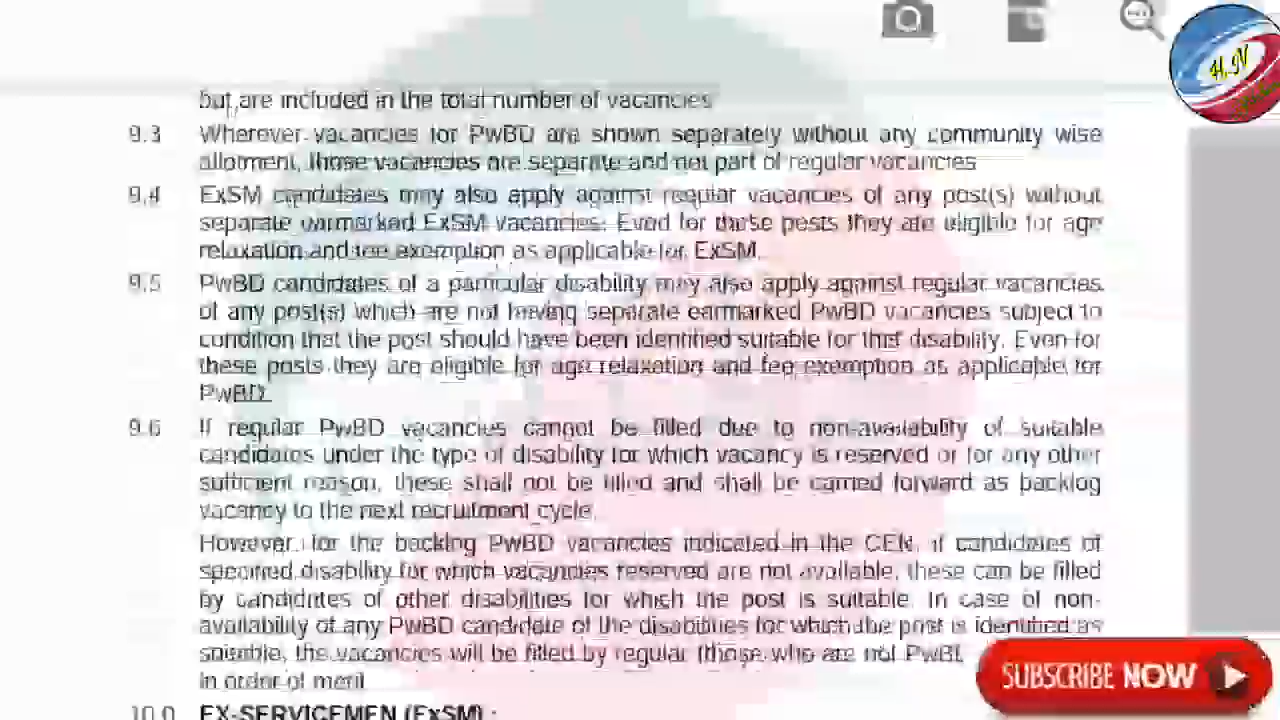 but are included in the total number of vacancies
9.3 Wherever vacancies for PwBD are shown separately without any community wise
allotment, those vacancies are separate and not part of regular vacancies
9.4 ExSM candidates may also apply against regular vacancies of any post(s) without
separate earmarked ExSM vacancies. Even for these posts they are eligible for age
relaxation and fee exemption as applicable for ExSM.
9.5 PwBD candidates of a particular disability may also apply against regular vacancies
of any post(s) which are not having separate earmarked PwBD vacancies subject to
condition that the post should have been identified suitable for that disability. Even for
these posts they are eligible for age relaxation and fee exemption as applicable for
PwBD.
9.6 If regular PwBD vacancies cannot be filled due to non-availability of suitable
candidates under the type of disability for which vacancy is reserved or for any other
sufficient reason, these shall not be filled and shall be carried forward as backlog
vacancy to the next recruitment cycle.
However, for the backlog PwBD vacancies indicated in the CEN, if candidates of
specified disability for which vacancies reserved are not available, these can be filled
by candidates of other disabilities for which the post is suitable. In case of non-
availability of any PwBD candidate of the disabilities for which the post is identified as
suitable, the vacancies will be filled by regular (those who are not PwBD
in order of merit
10.0 EX-SERVICEMEN (ExSM) :
H.N
SUBSCRIBE NOW